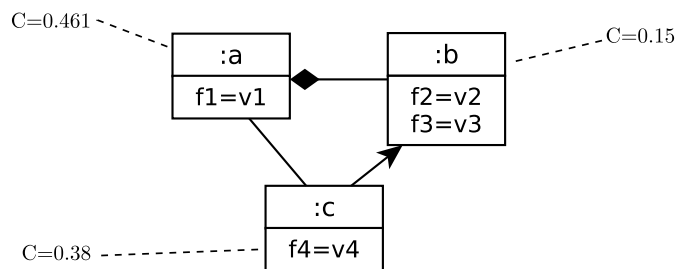 C=0.461
:a
f1=v1
:b
f2=v2
f3=v3
C=0.15
:c
f4=v4
C=0.38